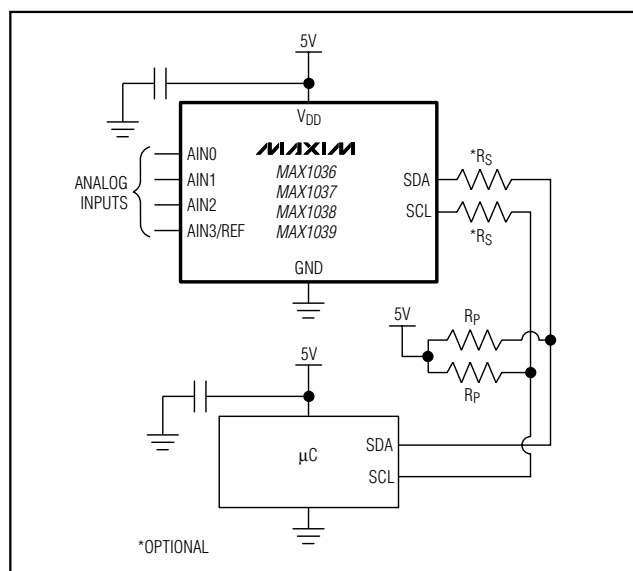 5V
VDD
MAXIM
MAX1036
MAX1037
MAX1038
MAX1039
ANALOG
INPUTS
AIN0
AIN1
AIN2
AIN3/REF
GND
SDA
SCL
*RS
*RS
5V
RP
RP
5V
μC
SDA
SCL
*OPTIONAL